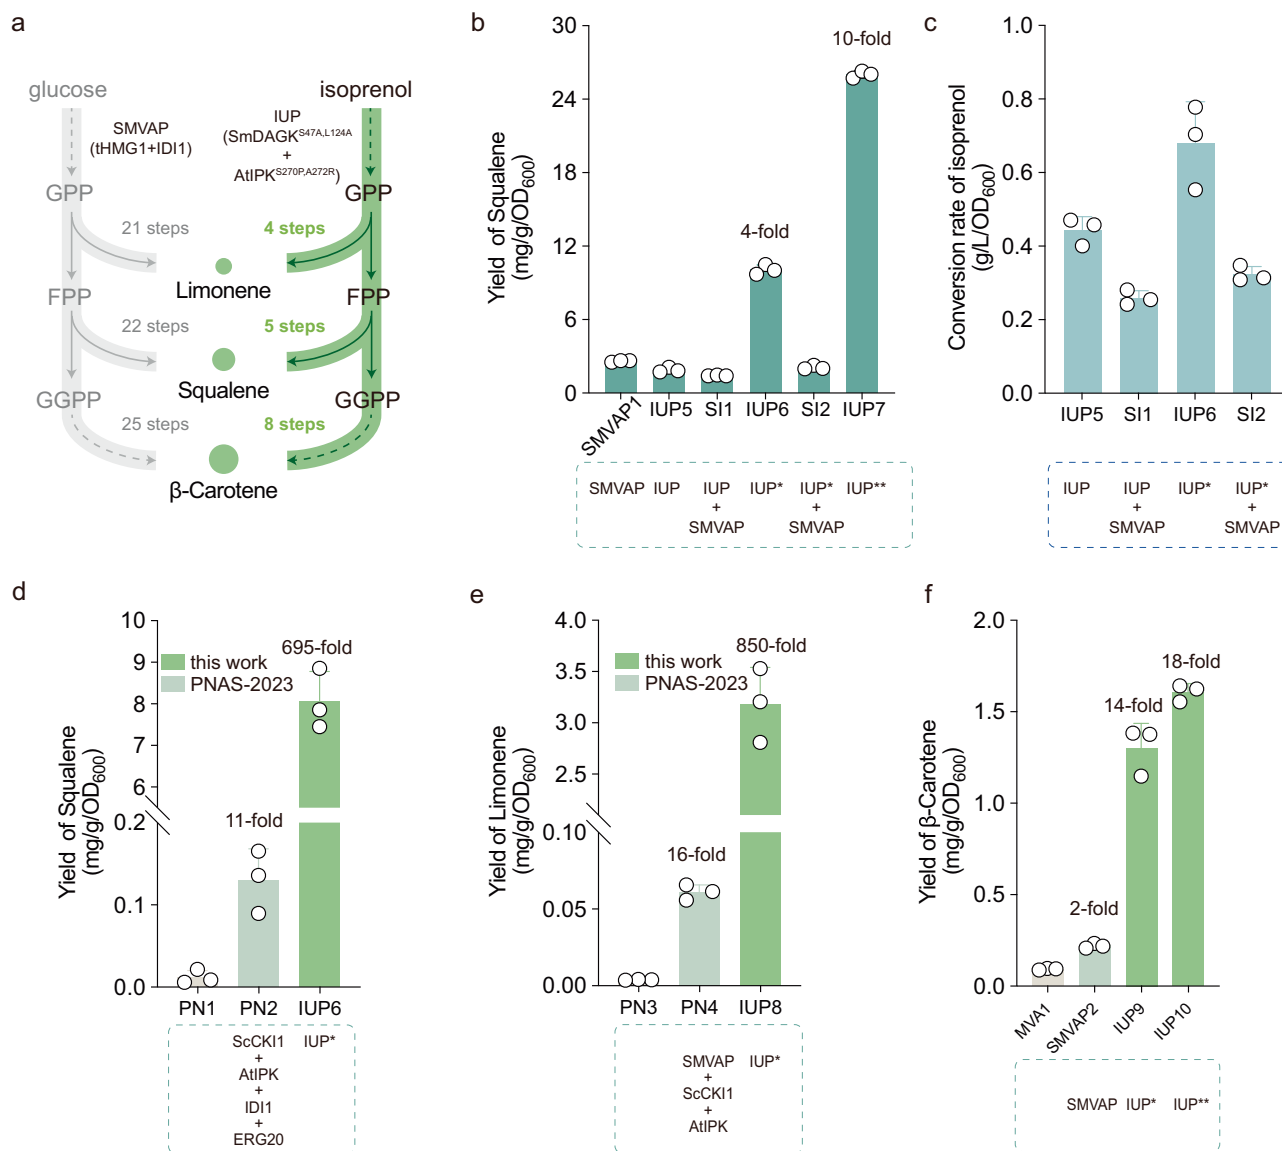 a
glucose
isoprenol
SMVAP
(tHMG1+IDI1)
IUP
(SmDAGK^S47A,L124A
+
AtIPK^S270P,A272R)
GPP
GPP
21 steps
4 steps
Limonene
FPP
FPP
22 steps
5 steps
Squalene
GGPP
GGPP
25 steps
8 steps
β-Carotene
b
Yield of Squalene
(mg/g/OD600)
30
24
18
12
6
0
4-fold
10-fold
SMVAP1 IUP5 SI1 IUP6 SI2 IUP7
SMVAP IUP IUP IUP* IUP* IUP**
+ +
SMVAP SMVAP
c
Conversion rate of isoprenol
(g/L/OD600)
1.0
0.8
0.6
0.4
0.2
0.0
IUP5 SI1 IUP6 SI2
IUP IUP IUP* IUP*
+ +
SMVAP SMVAP
d
Yield of Squalene
(mg/g/OD600)
10
9
8
7
6
0.2
0.1
0.0
this work
PNAS-2023
695-fold
11-fold
PN1 PN2 IUP6
ScCKI1 IUP*
+
AtIPK
+
IDI1
+
ERG20
e
Yield of Limonene
(mg/g/OD600)
4.0
3.5
3.0
2.5
0.10
0.05
0.00
this work
PNAS-2023
850-fold
16-fold
PN3 PN4 IUP8
SMVAP IUP*
+
ScCKI1
+
AtIPK
f
Yield of β-Carotene
(mg/g/OD600)
2.0
1.5
1.0
0.5
0.0
2-fold
14-fold
18-fold
MVA1 SMVAP2 IUP9 IUP10
SMVAP IUP* IUP**